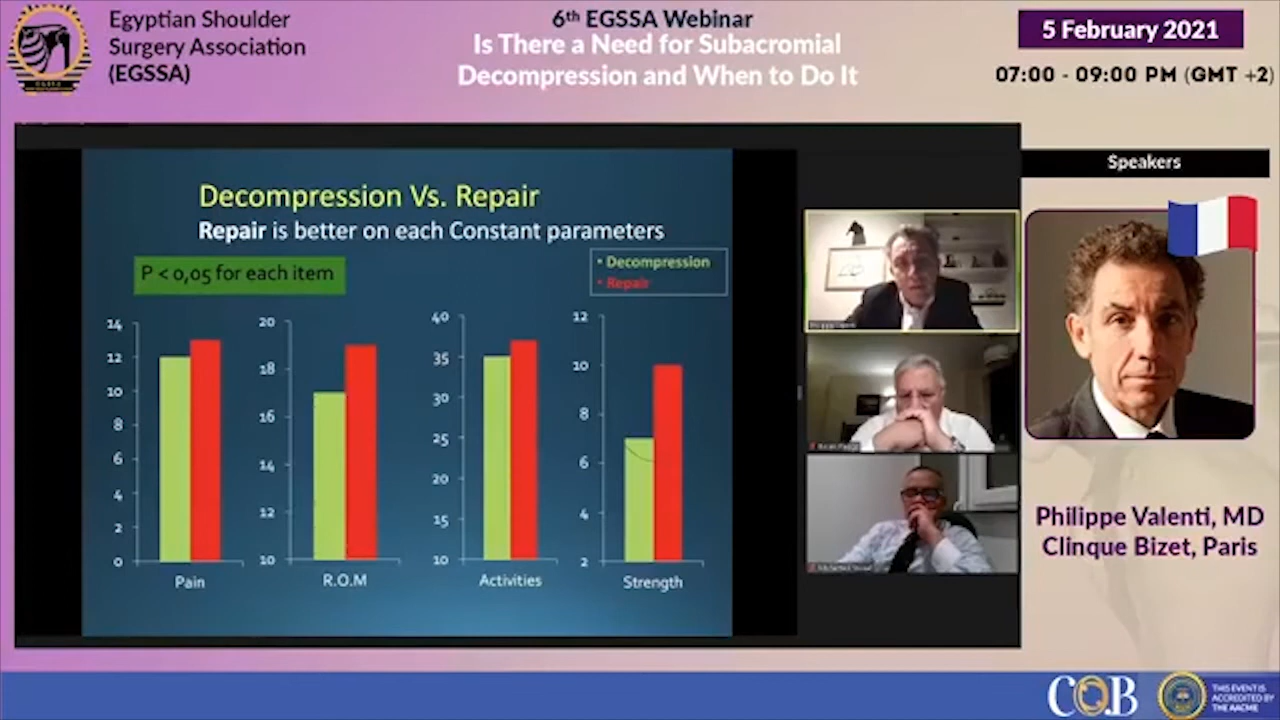 Egyptian Shoulder
Surgery Association
(EGSSA)
6th EGSSA Webinar
Is There a Need for Subacromial
Decompression and When to Do It
5 February 2021
07:00 - 09:00 PM (GMT +2)
Decompression Vs. Repair
Repair is better on each Constant parameters
P < 0,05 for each item
• Decompression
• Repair
14
12
10
8
6
4
2
0
Pain
20
18
16
14
12
10
R.O.M
40
35
30
25
20
15
10
Activities
12
10
8
6
4
2
Strength
Speakers
Philippe Valenti, MD
Clinque Bizet, Paris
COB
THIS EVENT IS
ACCREDITED BY
THE AACME